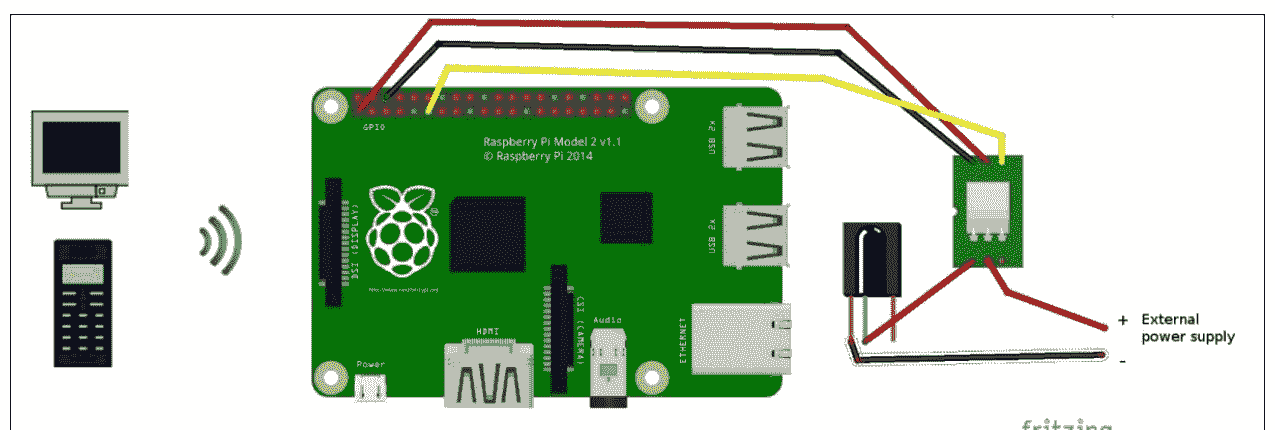 GPIO
Raspberry Pi Model 2 v1.1
© Raspberry Pi 2014
USB 2x
DSI (DISPLAY)
USB 2x
HDMI
CSI (CAMERA)
Audio
ETHERNET
Power
+ External
power supply
-
fritzing